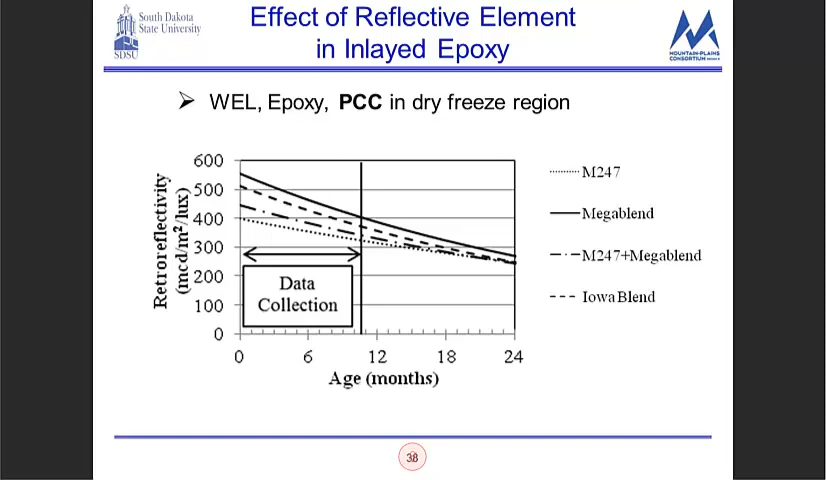 South Dakota
State University
SDSU
Effect of Reflective Element
in Inlayed Epoxy
MOUNTAIN-PLAINS
CONSORTIUM
WEL, Epoxy, PCC in dry freeze region
Retroreflectivity
(mcd/m²/lux)
600
500
400
300
200
100
0
Data
Collection
0 6 12 18 24
Age (months)
M247
Megablend
M247+Megablend
Iowa Blend